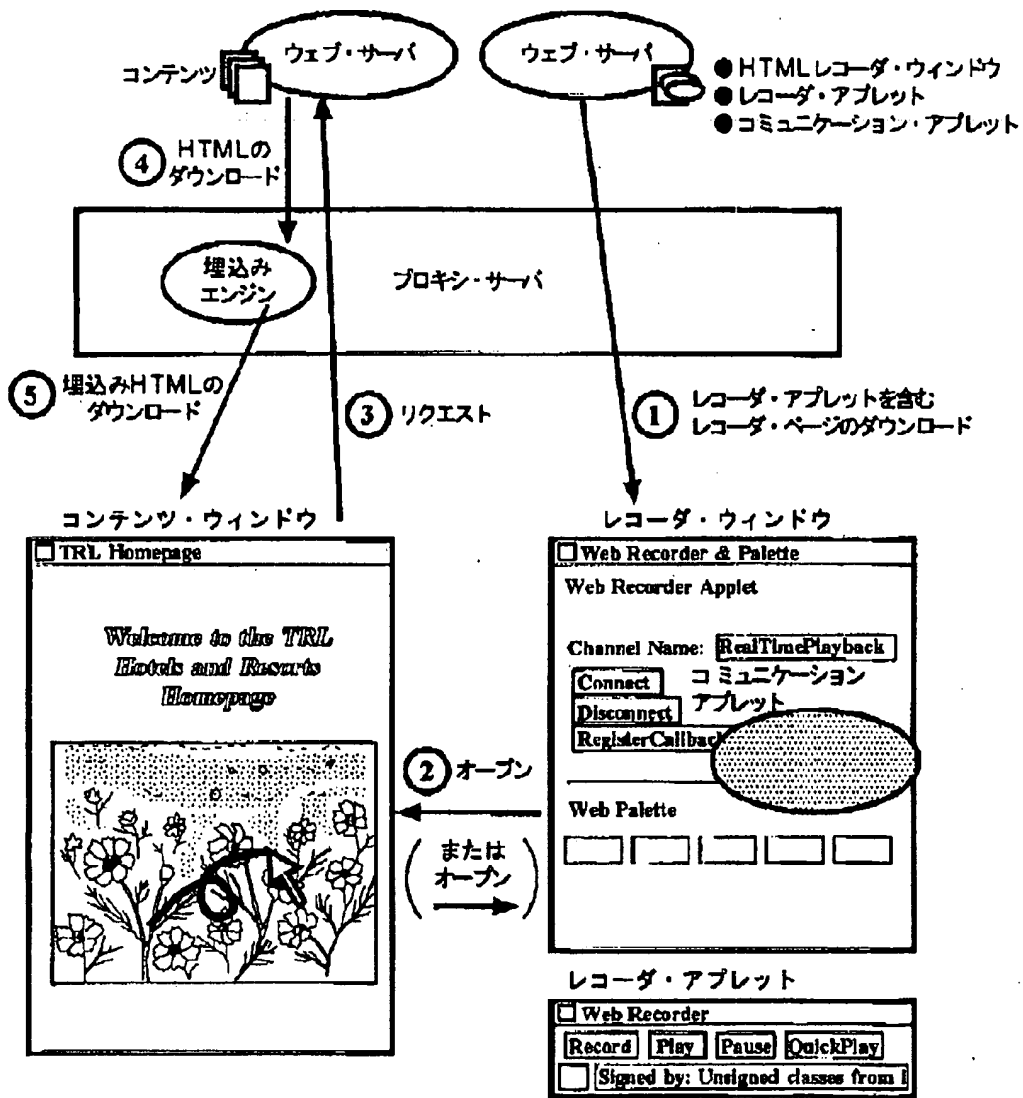 ウェブ・サーバ
ウェブ・サーバ
コンテンツ
●HTMLレコーダ・ウィンドウ
●レコーダ・アプレット
●コミュニケーション・アプレット
④ HTMLの
ダウンロード
埋込み
エンジン
プロキシ・サーバ
⑤ 埋込みHTMLの
ダウンロード
③ リクエスト
① レコーダ・アプレットを含む
レコーダ・ページのダウンロード
コンテンツ・ウィンドウ
TRL Homepage
Welcome to the TRL
Hotels and Resorts
Homepage
② オープン
(または
オープン)
レコーダ・ウィンドウ
Web Recorder & Palette
Web Recorder Applet
Channel Name: RealTimePlayback
Connect
コミュニケーション
アプレット
Disconnect
RegisterCallback
Web Palette
レコーダ・アプレット
Web Recorder
Record Play Pause QuickPlay
Signed by: Unsigned classes from